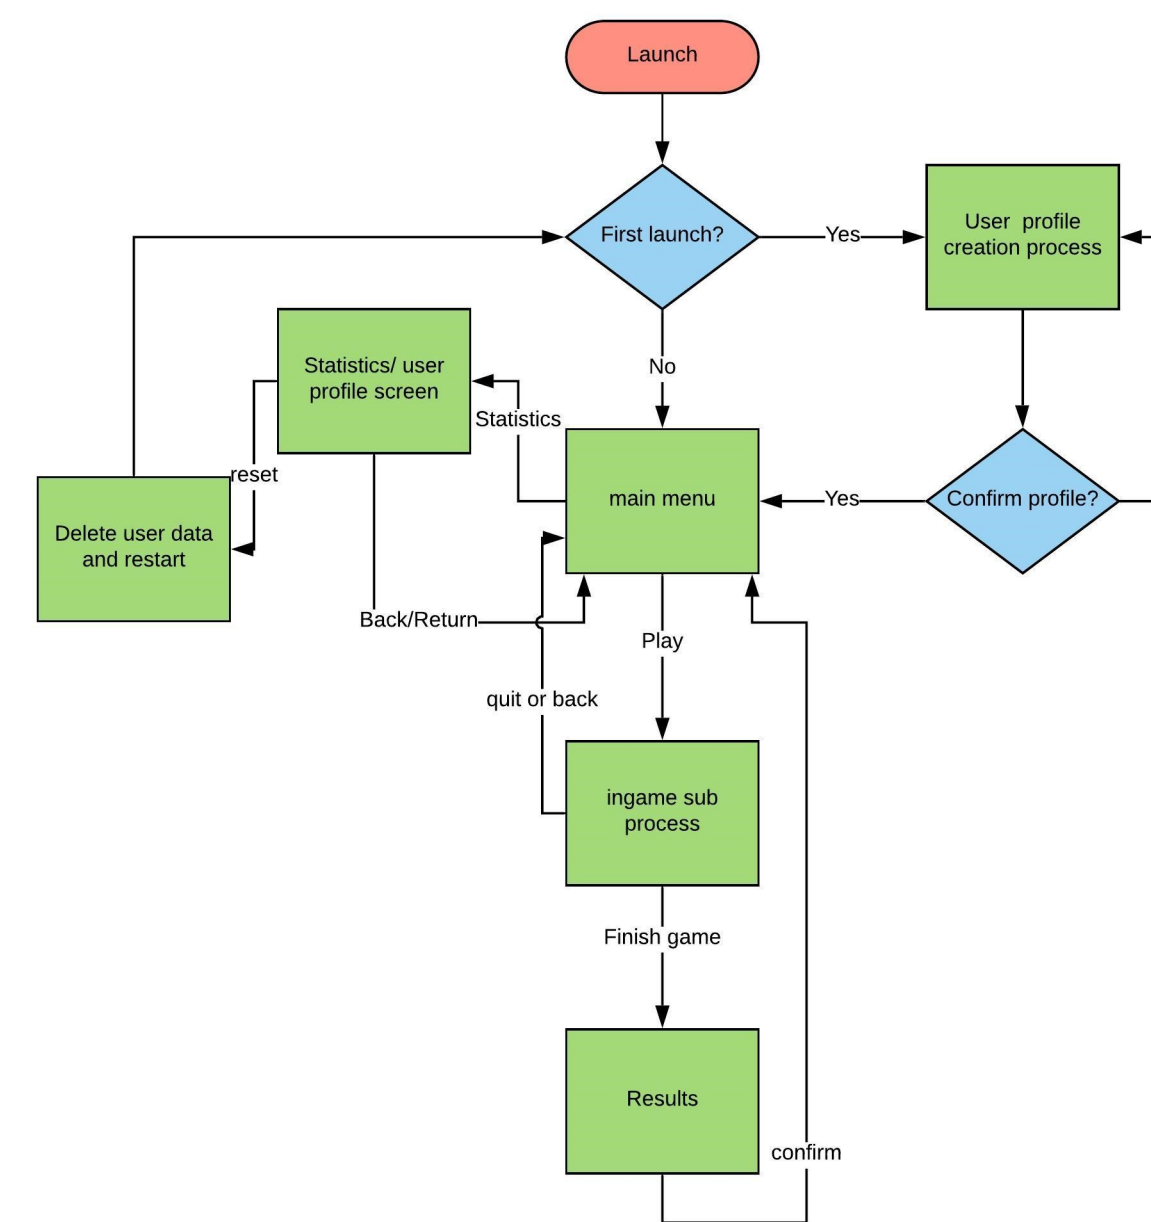 Launch
First launch?
Yes
User  profile
creation process
No
Statistics/ user
profile screen
Statistics
reset
main menu
Yes
Confirm profile?
Delete user data
and restart
Back/Return
Play
quit or back
ingame sub
process
Finish game
Results
confirm